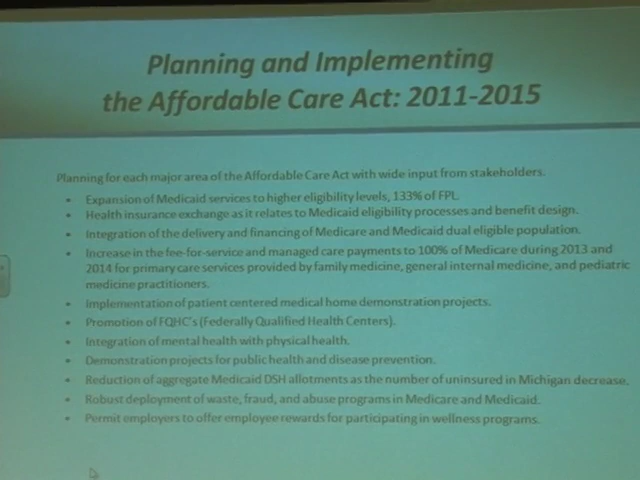 Planning and Implementing
the Affordable Care Act: 2011-2015
Planning for each major area of the Affordable Care Act with wide input from stakeholders.
• Expansion of Medicaid services to higher eligibility levels, 133% of FPL.
• Health insurance exchange as it relates to Medicaid eligibility processes and benefit design.
• Integration of the delivery and financing of Medicare and Medicaid dual eligible population.
• Increase in the fee-for-service and managed care payments to 100% of Medicare during 2013 and
2014 for primary care services provided by family medicine, general internal medicine, and pediatric
medicine practitioners.
• Implementation of patient centered medical home demonstration projects.
• Promotion of FQHC's (Federally Qualified Health Centers).
• Integration of mental health with physical health.
• Demonstration projects for public health and disease prevention.
• Reduction of aggregate Medicaid DSH allotments as the number of uninsured in Michigan decrease.
• Robust deployment of waste, fraud, and abuse programs in Medicare and Medicaid.
• Permit employers to offer employee rewards for participating in wellness programs.